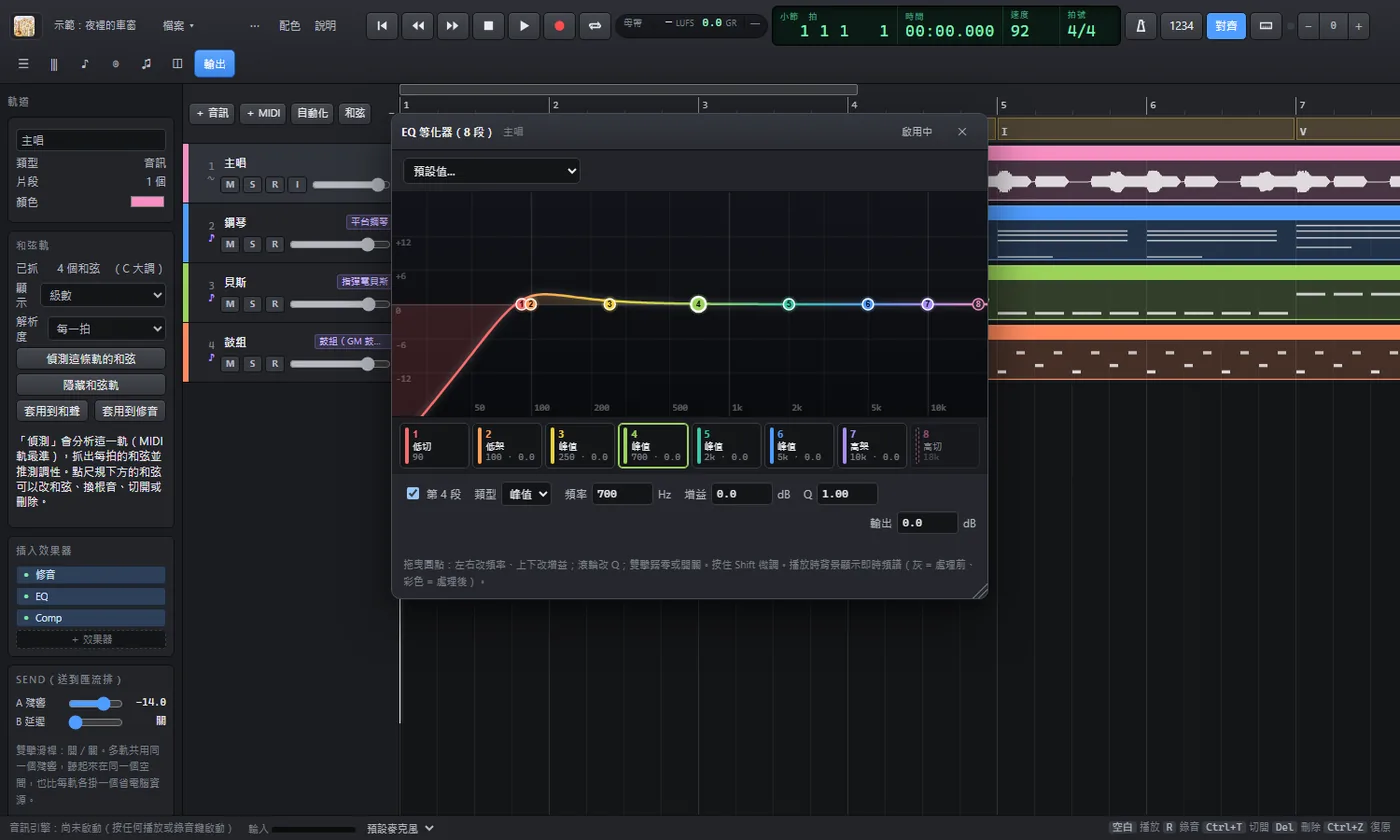 示範：夜裡的車窗
檔案 ▾
⋯
配色
說明
母帶
– LUFS 0.0 GR —
小節 拍
1 1 1 1
時間
00:00.000
速度
92
拍號
4/4
1234
對齊
− 0 +
輸出
軌道
主唱
類型 音訊
片段 1 個
顏色
和弦軌
已抓 4 個和弦 （C 大調）
顯示 級數
解析度 每一拍
偵測這條軌的和弦
隱藏和弦軌
套用到和聲 套用到修音
「偵測」會分析這一軌（MIDI
軌最準），抓出每拍的和弦並
推測調性。點尺規下方的和弦
可以改和弦、換根音、切開或
刪除。
插入效果器
修音
EQ
Comp
+ 效果器
SEND（送到匯流排）
A 殘響 −14.0
B 延遲 關
雙擊滑桿：開 / 關。多軌共用同
一個殘響，聽起來在同一個空
間，也比每軌各掛一個省電腦資
源。
+ 音訊 + MIDI 自動化 和弦
1 主唱
M S R I
2 鋼琴 平台鋼琴
M S R
3 貝斯 指彈電貝斯
M S R
4 鼓組 鼓組（GM 鼓...
M S R
1 2 3 4 5 6 7
I V
EQ 等化器（8 段） 主唱 啟用中 ×
預設值...
+12
+6
0
-6
-12
1 2 3 4 5 6 7 8
50 100 200 500 1k 2k 5k 10k
1 低切 90
2 低架 100 · 0.0
3 峰值 250 · 0.0
4 峰值 700 · 0.0
5 峰值 2k · 0.0
6 峰值 5k · 0.0
7 高架 10k · 0.0
8 高切 18k
第 4 段 類型 峰值 頻率 700 Hz 增益 0.0 dB Q 1.00
輸出 0.0 dB
拖曳圓點：左右改頻率、上下改增益；滾輪改 Q；雙擊歸零或開關。按住 Shift 微調。播放時背景顯示即時頻譜（灰 = 處理前、
彩色 = 處理後）。
音訊引擎：尚未啟動（按任何播放或錄音鍵啟動） 輸入 預設麥克風
空白 播放 R 錄音 Ctrl+T 切開 Del 刪除 Ctrl+Z 復原